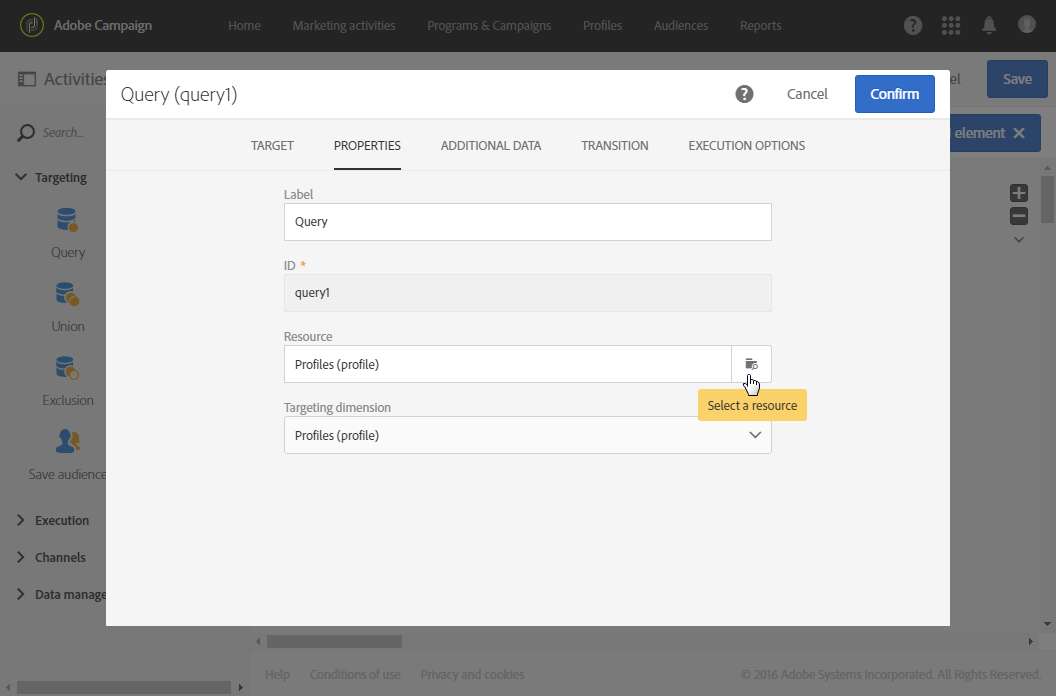 Adobe Campaign
Home
Marketing activities
Programs & Campaigns
Profiles
Audiences
Reports
Activities
Save
Search...
element
Query (query1)
Cancel
Confirm
TARGET
PROPERTIES
ADDITIONAL DATA
TRANSITION
EXECUTION OPTIONS
Label
Query
ID *
query1
Resource
Profiles (profile)
Select a resource
Targeting dimension
Profiles (profile)
Targeting
Query
Union
Exclusion
Save audience
Execution
Channels
Data manage
Help
Conditions of use
Privacy and cookies
© 2016 Adobe Systems Incorporated. All Rights Reserved.